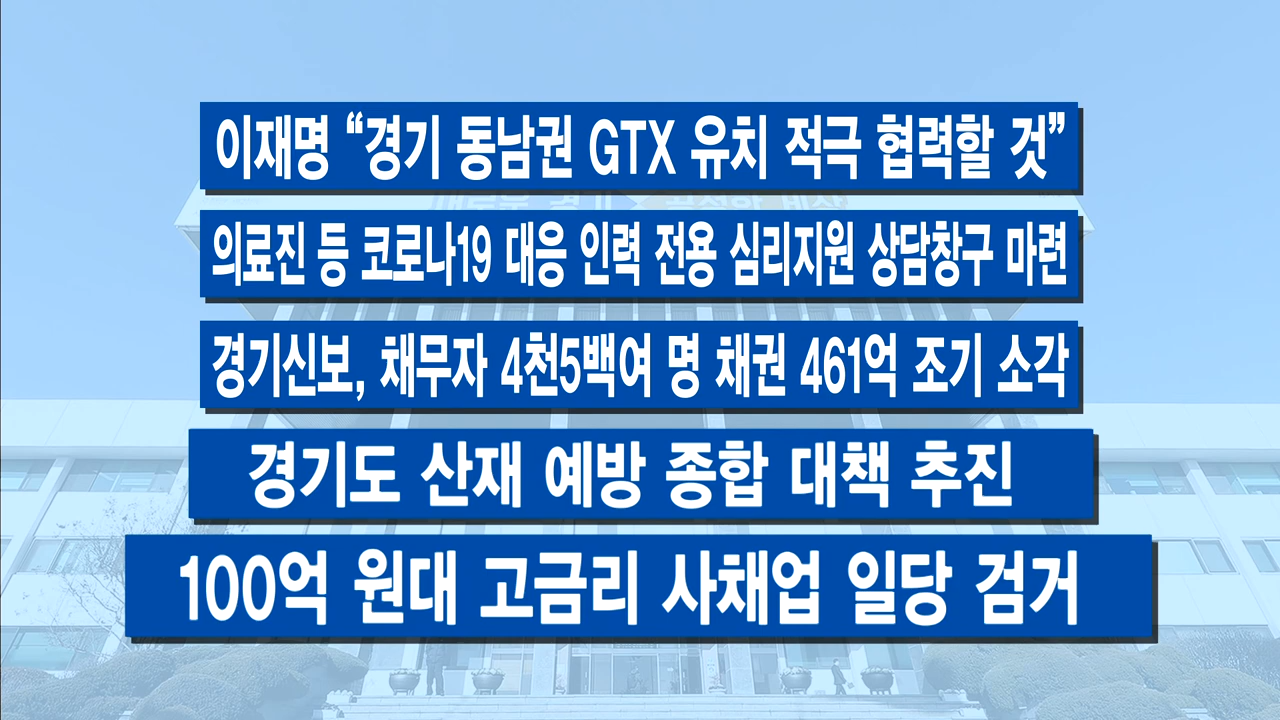 이재명 “경기 동남권 GTX 유치 적극 협력할 것”
의료진 등 코로나19 대응 인력 전용 심리지원 상담창구 마련
경기신보, 채무자 4천5백여 명 채권 461억 조기 소각
경기도 산재 예방 종합 대책 추진
100억 원대 고금리 사채업 일당 검거